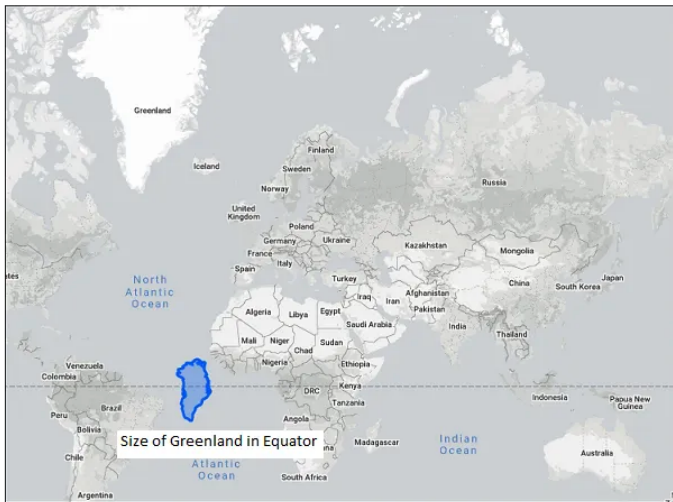 Greenland
Iceland
Finland
Sweden
Norway
Russia
United
Kingdom
Poland
Germany
Ukraine
France
Kazakhstan
Italy
Mongolia
Spain
Turkey
North
Atlantic
Ocean
China
Japan
South Korea
Iraq
Iran
Afghanistan
Pakistan
Algeria
Libya
Egypt
Saudi Arabia
India
Mali
Niger
Chad
Sudan
Thailand
Nigeria
Ethiopia
Venezuela
Colombia
DRC
Kenya
Indonesia
Papua New
Guinea
Tanzania
Peru
Brazil
Bolivia
Angola
Size of Greenland in Equator
Madagascar
Indian
Ocean
Chile
Atlantic
Ocean
Australia
South Africa
Argentina